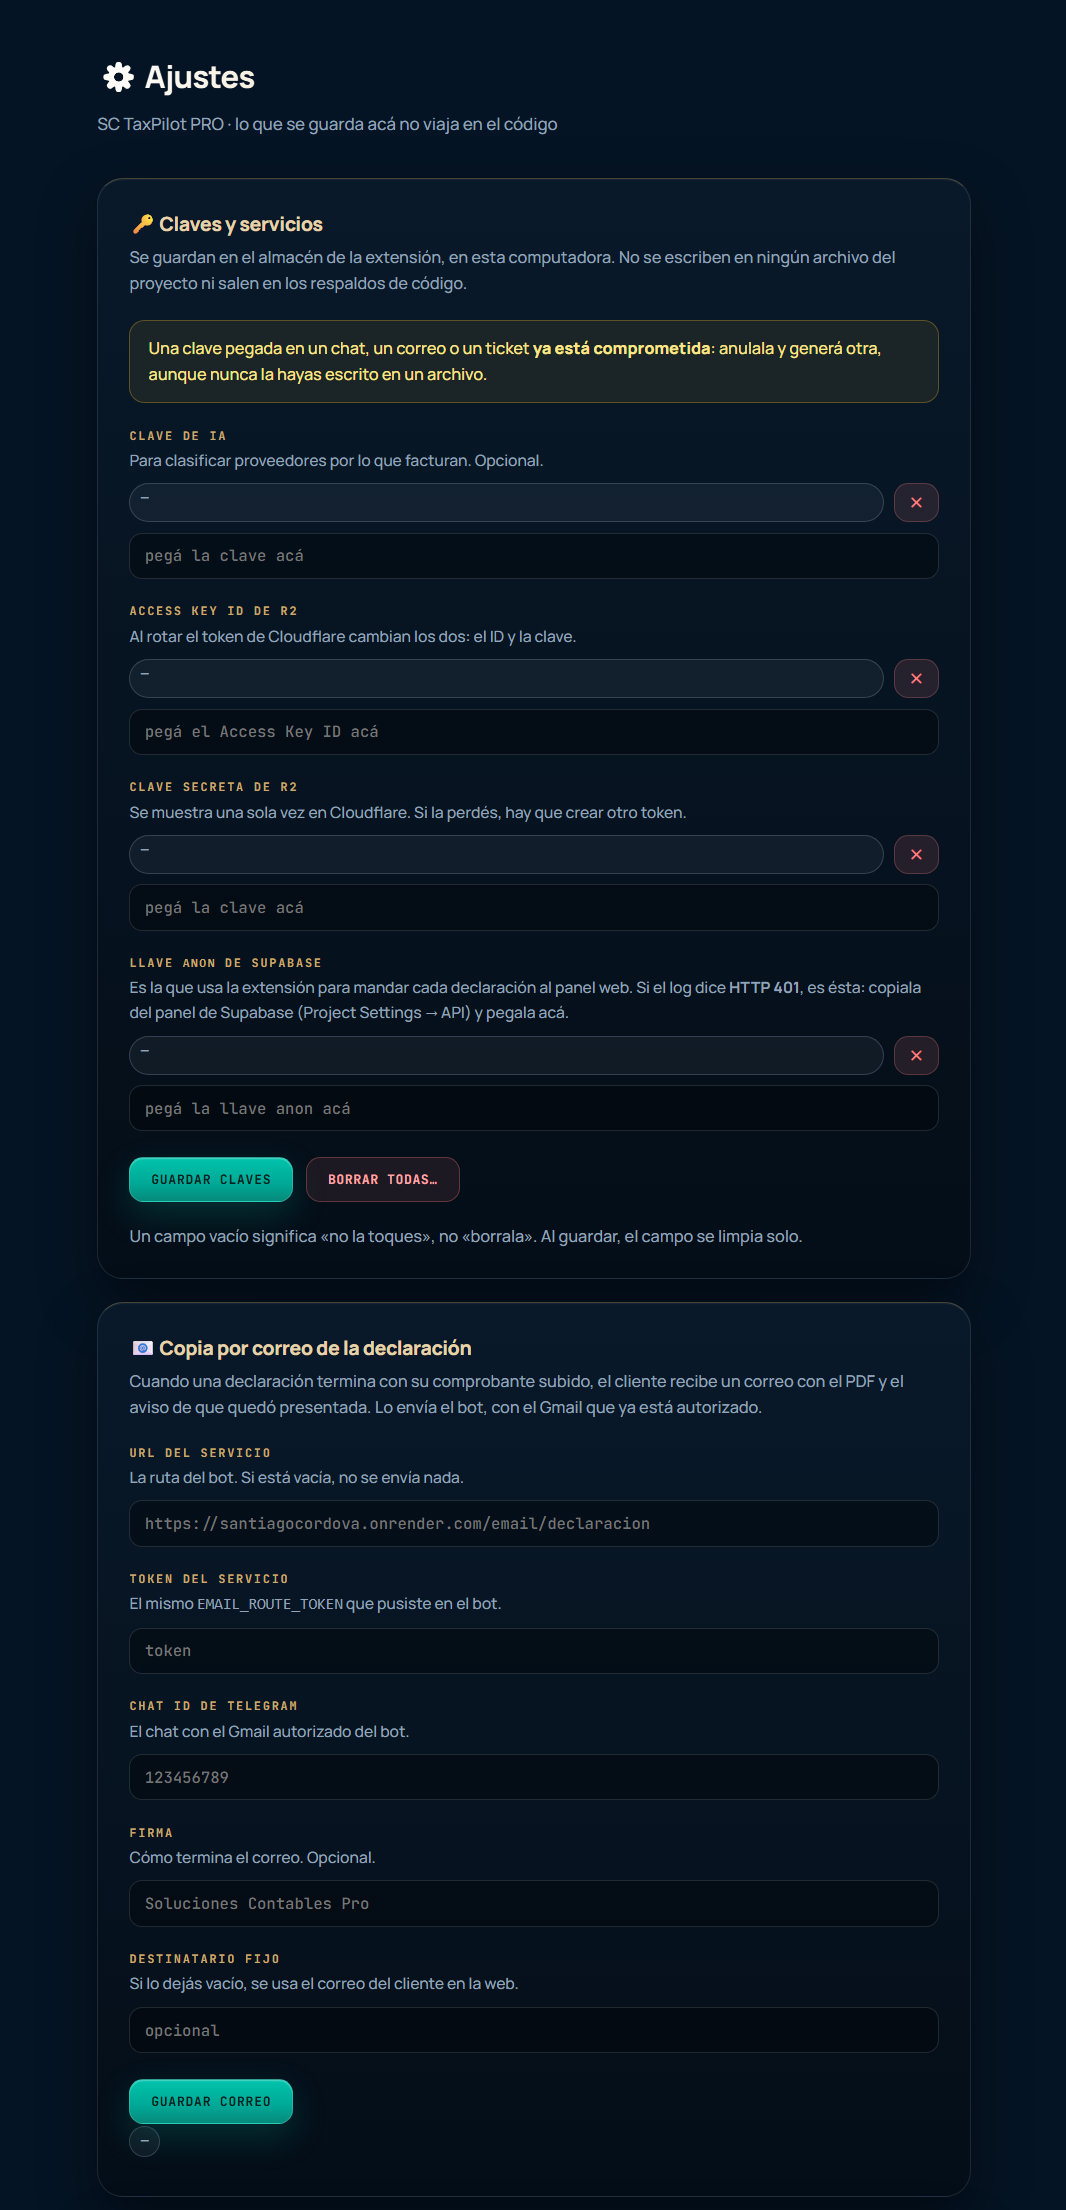 Ajustes
SC TaxPilot PRO · lo que se guarda acá no viaja en el código
Claves y servicios
Se guardan en el almacén de la extensión, en esta computadora. No se escriben en ningún archivo del
proyecto ni salen en los respaldos de código.
Una clave pegada en un chat, un correo o un ticket ya está comprometida: anulala y generá otra,
aunque nunca la hayas escrito en un archivo.
CLAVE DE IA
Para clasificar proveedores por lo que facturan. Opcional.
—
✕
pegá la clave acá
ACCESS KEY ID DE R2
Al rotar el token de Cloudflare cambian los dos: el ID y la clave.
—
✕
pegá el Access Key ID acá
CLAVE SECRETA DE R2
Se muestra una sola vez en Cloudflare. Si la perdés, hay que crear otro token.
—
✕
pegá la clave acá
LLAVE ANON DE SUPABASE
Es la que usa la extensión para mandar cada declaración al panel web. Si el log dice HTTP 401, es ésta: copiala
del panel de Supabase (Project Settings → API) y pegala acá.
—
✕
pegá la llave anon acá
GUARDAR CLAVES
BORRAR TODAS…
Un campo vacío significa «no la toques», no «borrala». Al guardar, el campo se limpia solo.
Copia por correo de la declaración
Cuando una declaración termina con su comprobante subido, el cliente recibe un correo con el PDF y el
aviso de que quedó presentada. Lo envía el bot, con el Gmail que ya está autorizado.
URL DEL SERVICIO
La ruta del bot. Si está vacía, no se envía nada.
https://santiagocordova.onrender.com/email/declaracion
TOKEN DEL SERVICIO
El mismo EMAIL_ROUTE_TOKEN que pusiste en el bot.
token
CHAT ID DE TELEGRAM
El chat con el Gmail autorizado del bot.
123456789
FIRMA
Cómo termina el correo. Opcional.
Soluciones Contables Pro
DESTINATARIO FIJO
Si lo dejás vacío, se usa el correo del cliente en la web.
opcional
GUARDAR CORREO
—